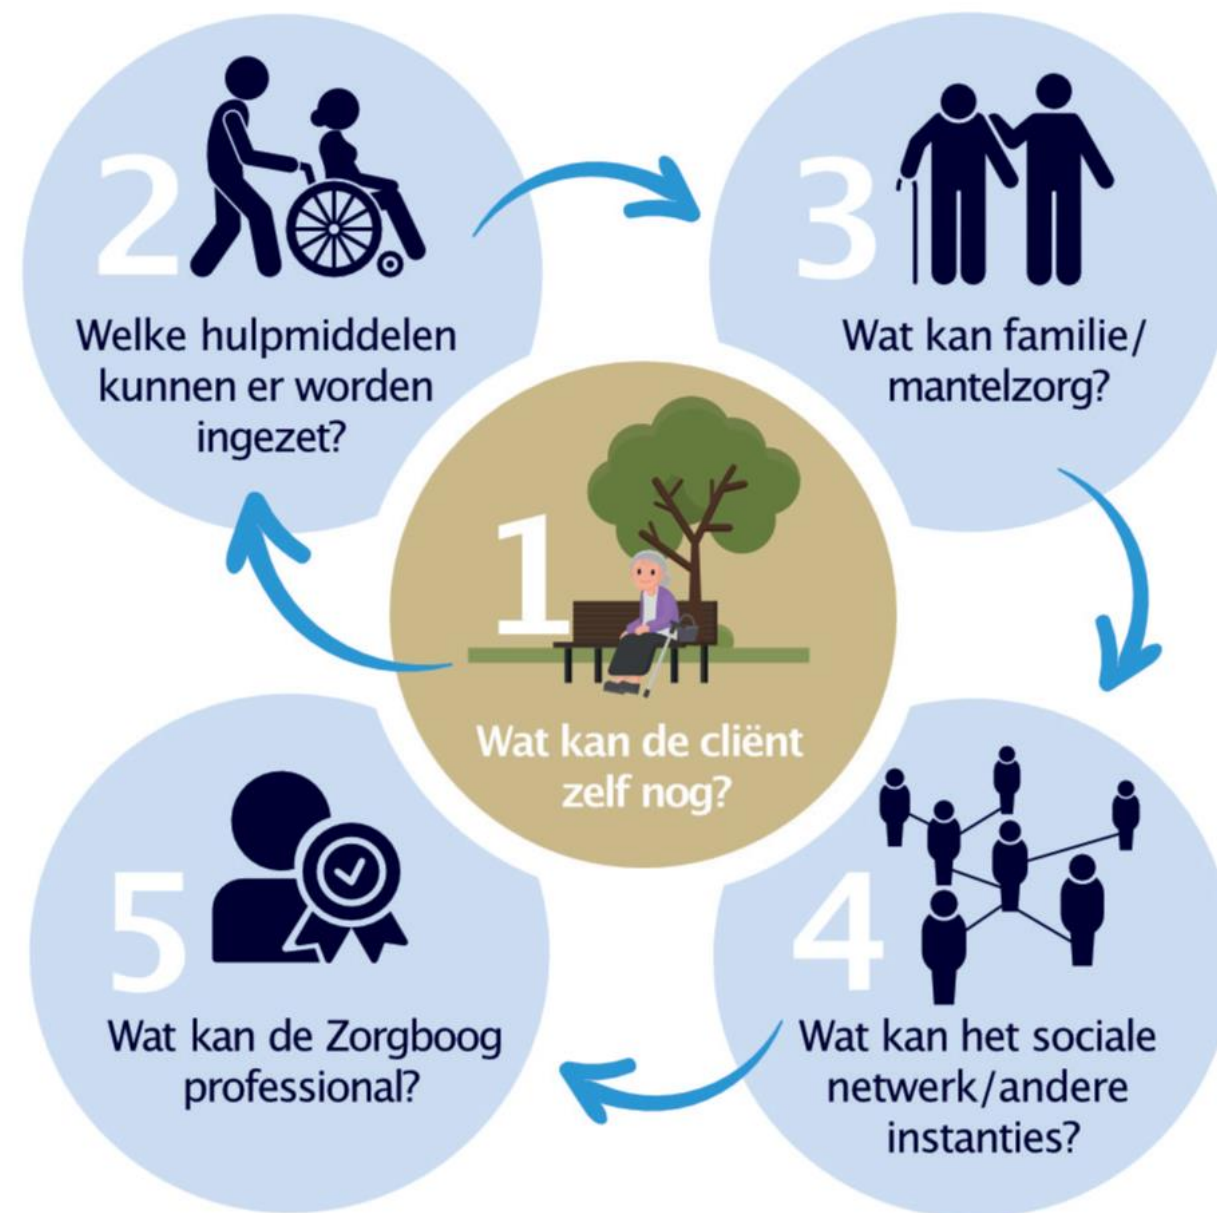 1
Wat kan de cliënt
zelf nog?
2
Welke hulpmiddelen
kunnen er worden
ingezet?
3
Wat kan familie/
mantelzorg?
4
Wat kan het sociale
netwerk/andere
instanties?
5
Wat kan de Zorgboog
professional?